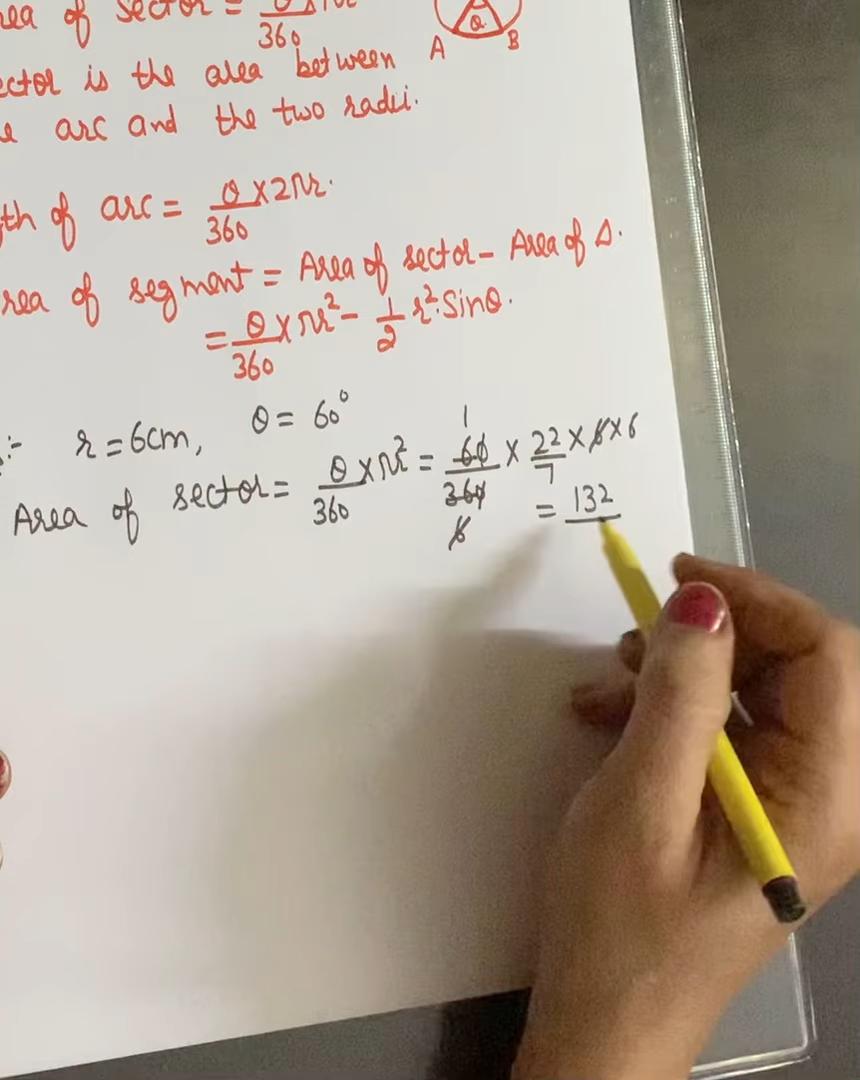 Area of sector = θ/360 × πr²
A θ B
sector is the area between
arc and the two radii.
length of arc = θ/360 × 2πr.
Area of segment = Area of sector - Area of Δ.
= θ/360 × πr² - 1/2 r². Sinθ.
:- r = 6cm, θ = 60°
Area of sector = θ/360 × πr² = 60/360 × 22/7 × 6 × 6
1
6
= 132